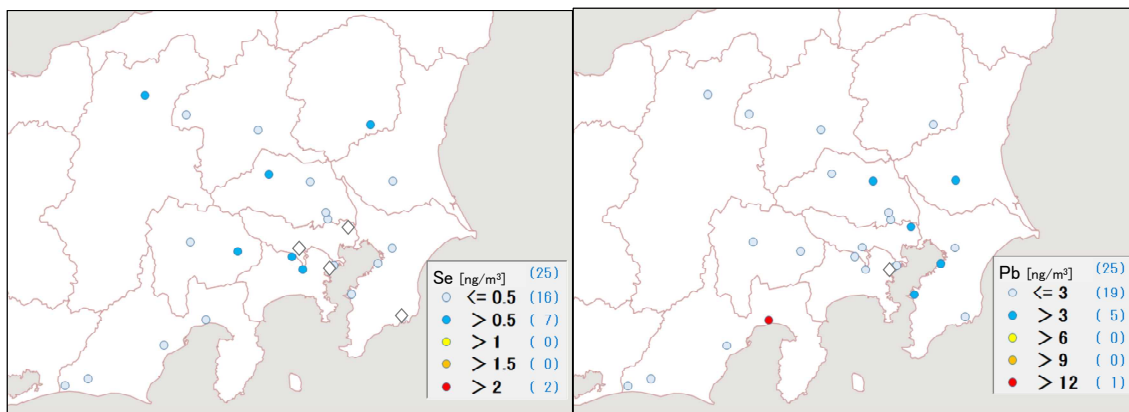 Se [ng/m³] (25)
<= 0.5 (16)
> 0.5 ( 7)
> 1 ( 0)
> 1.5 ( 0)
> 2 ( 2)
Pb [ng/m³] (25)
<= 3 (19)
> 3 ( 5)
> 6 ( 0)
> 9 ( 0)
> 12 ( 1)